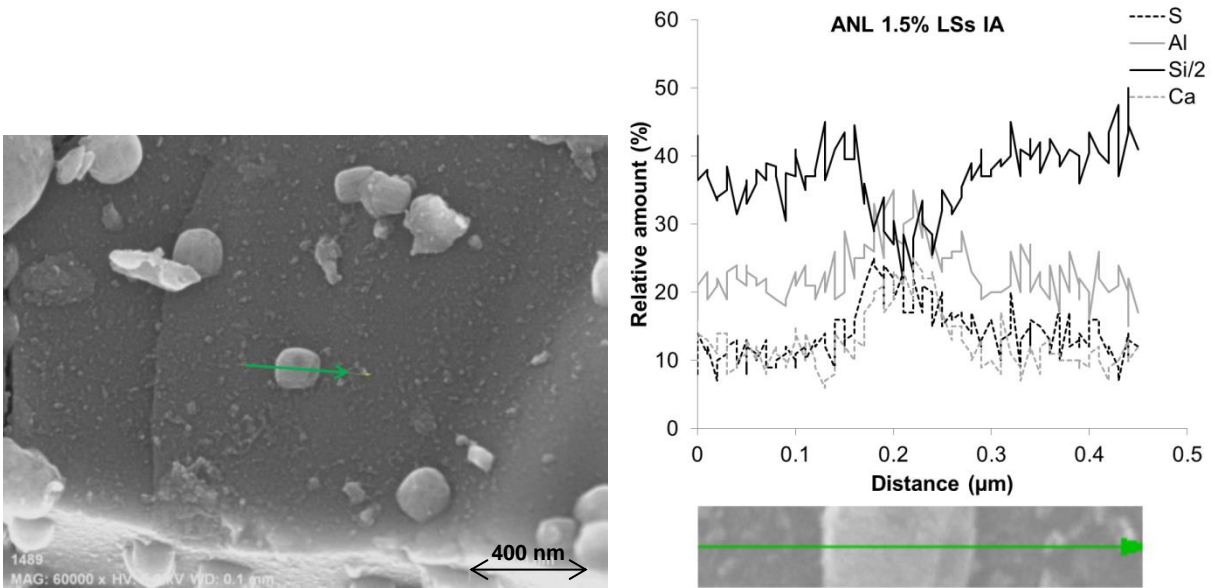 1489
MAG: 60000 x HV: kV WD: 0.1 mm
400 nm
ANL 1.5% LSs IA
S
Al
Si/2
Ca
Relative amount (%)
60
50
40
30
20
10
0
0 0.1 0.2 0.3 0.4 0.5
Distance (µm)